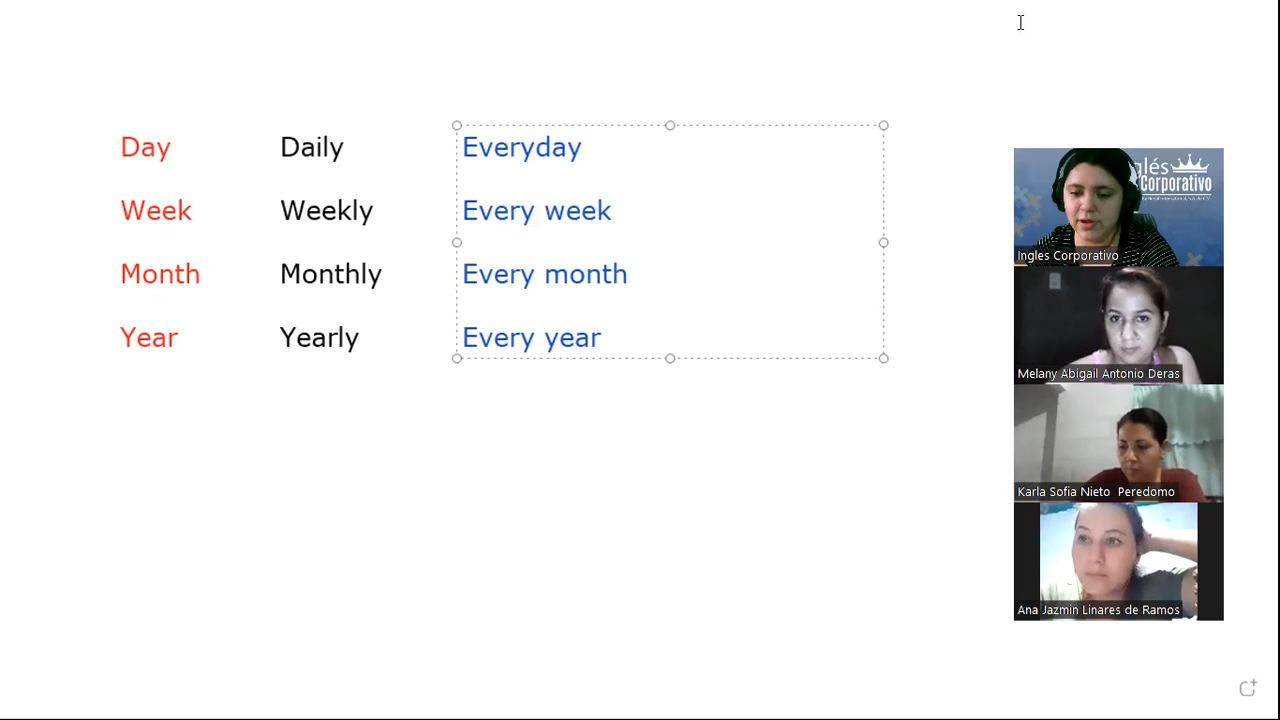 Day Daily Everyday
Week Weekly Every week
Month Monthly Every month
Year Yearly Every year
glés
Corporativo
Ingles Corporativo
Melany Abigail Antonio Deras
Karla Sofia Nieto Peredomo
Ana Jazmin Linares de Ramos